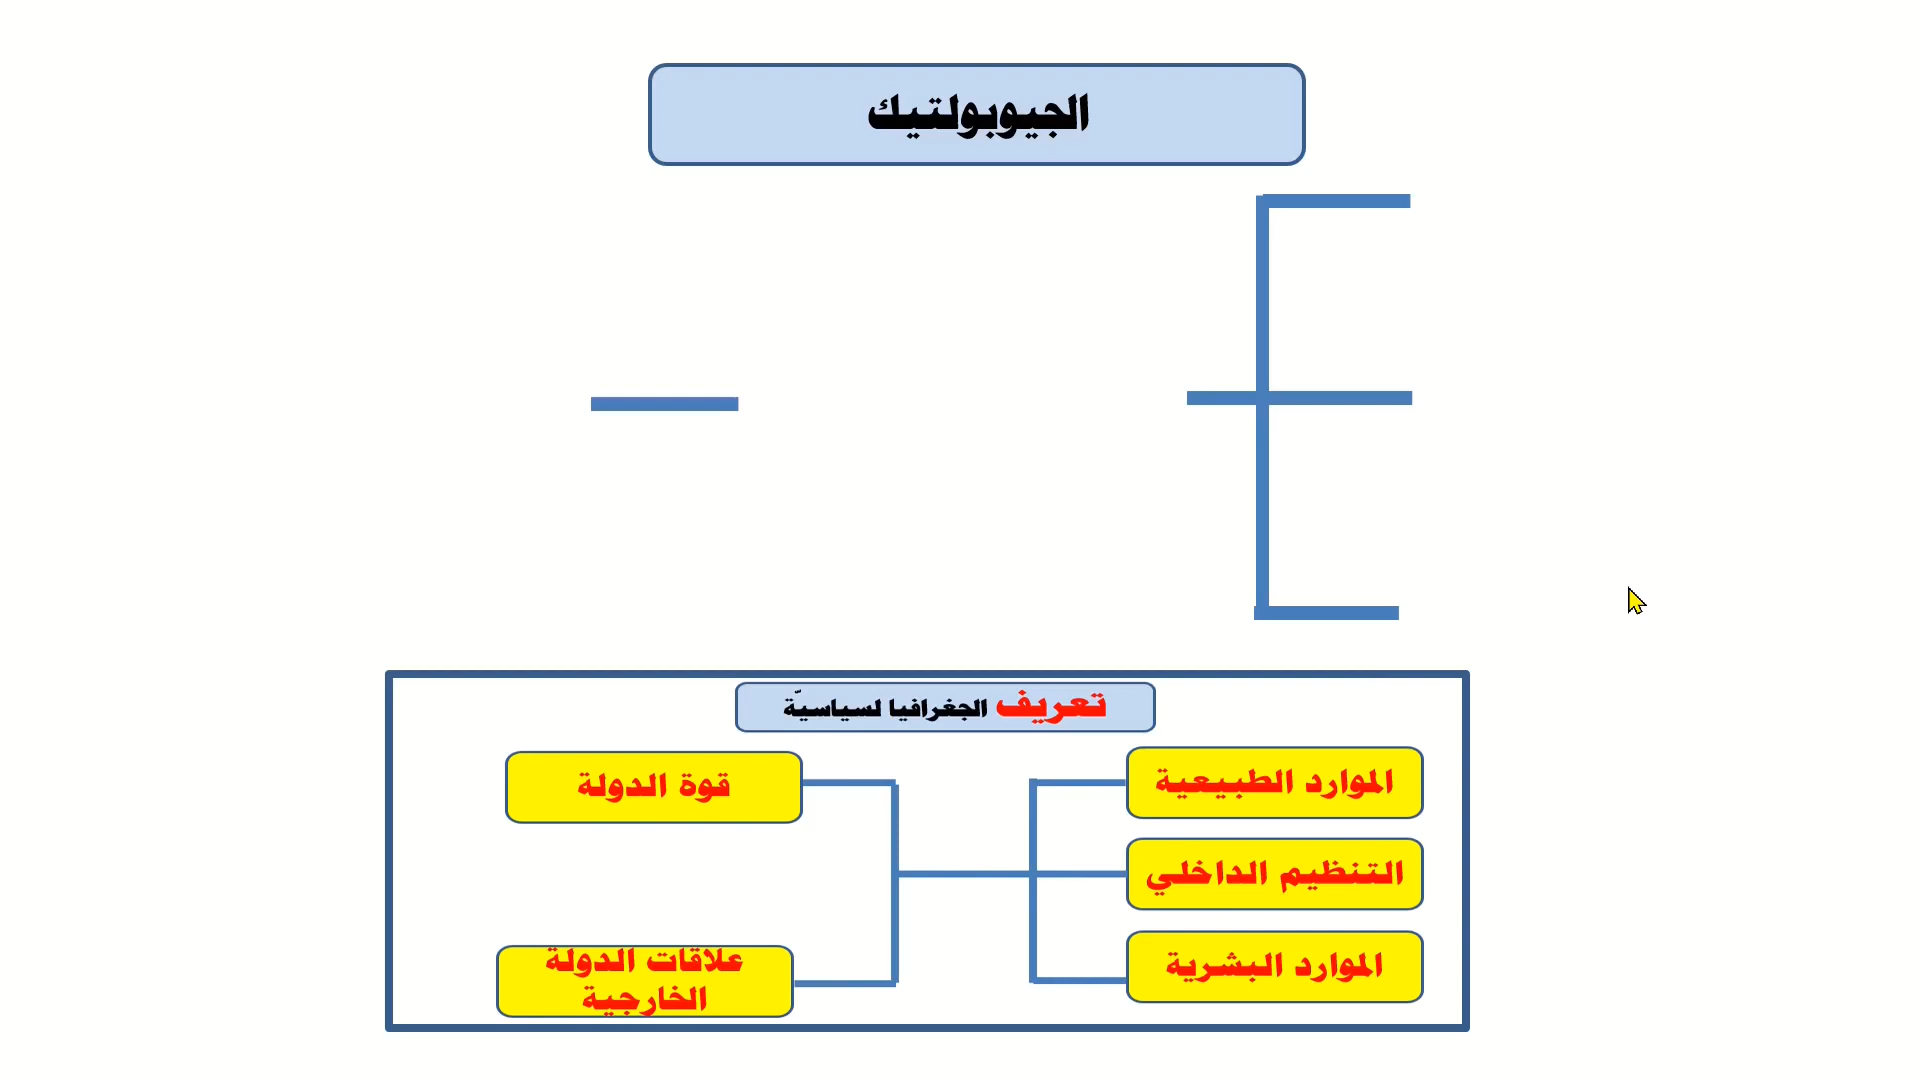 الجيوبولتيك
تعريف الجغرافيا لسياسيّة
الموارد الطبيعية
قوة الدولة
التنظيم الداخلي
الموارد البشرية
علاقات الدولة
الخارجية